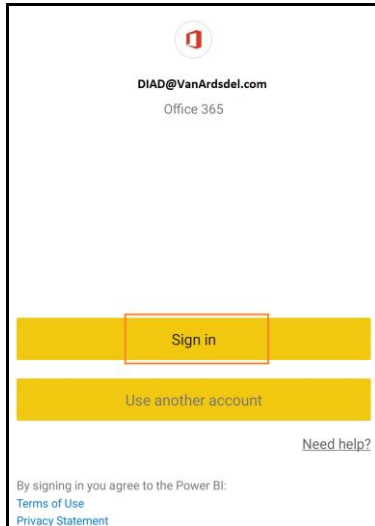 DIAD@VanArdsdel.com
Office 365
Sign in
Use another account
Need help?
By signing in you agree to the Power BI:
Terms of Use
Privacy Statement